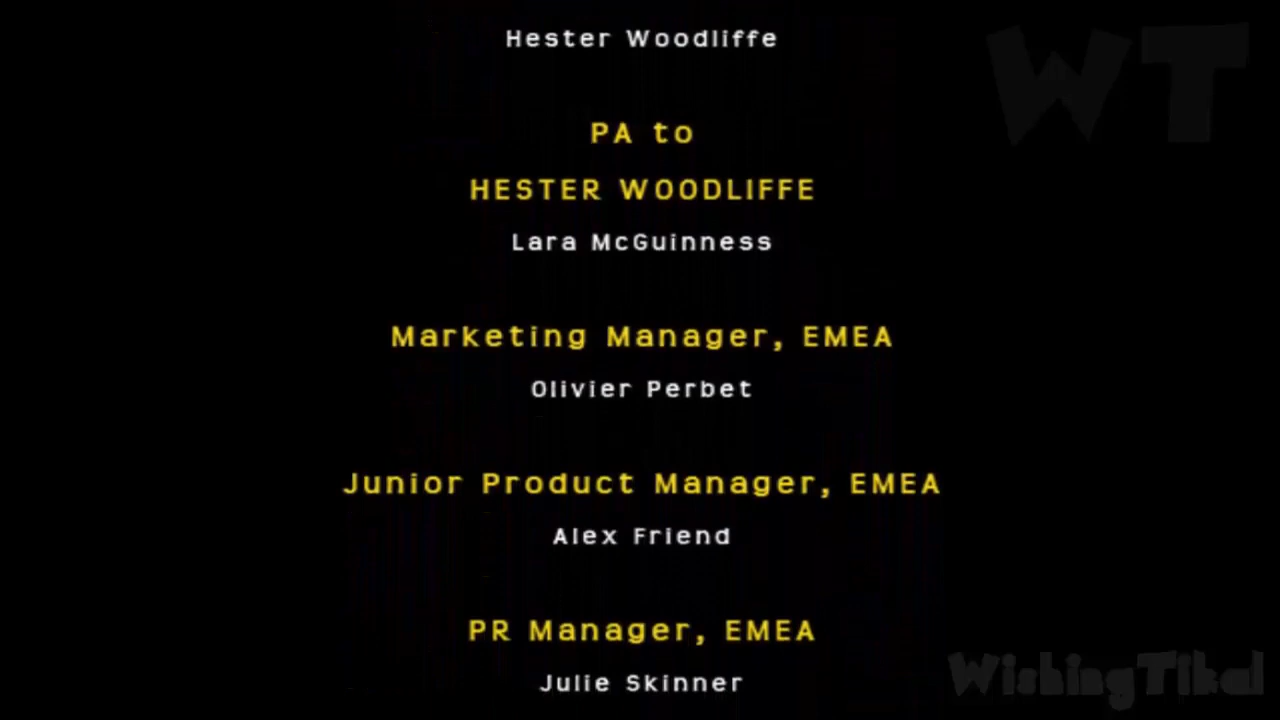 WT
Hester Woodliffe
PA to
HESTER WOODLIFFE
Lara McGuinness
Marketing Manager, EMEA
Olivier Perbet
Junior Product Manager, EMEA
Alex Friend
PR Manager, EMEA
Julie Skinner
WishingTikal